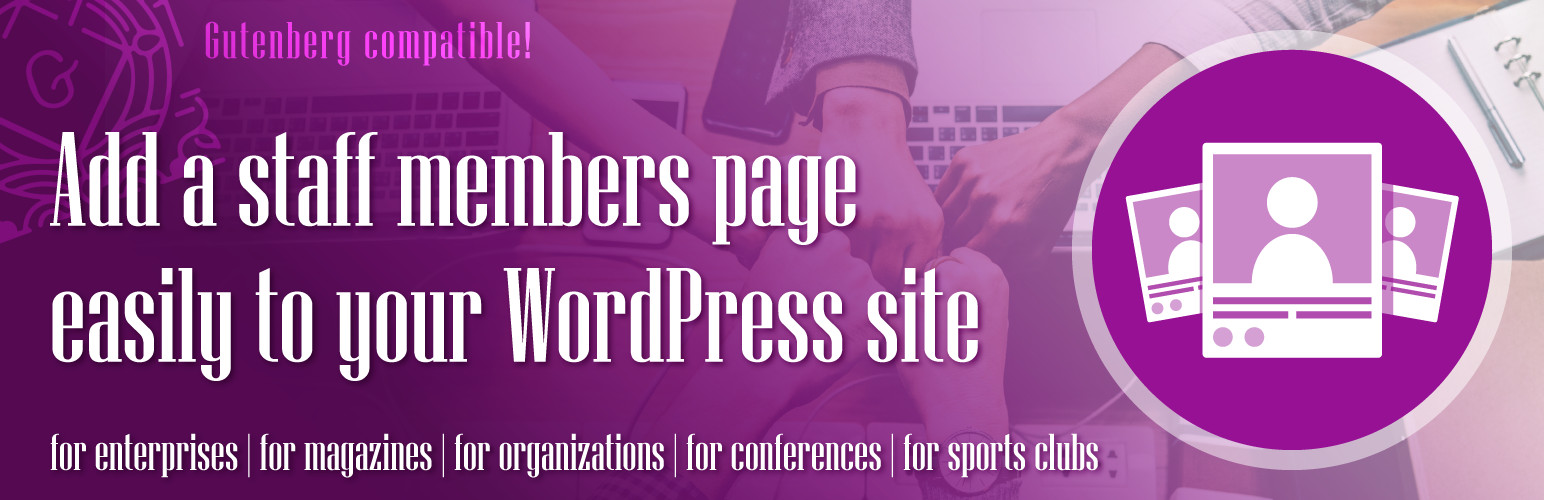 Gutenberg compatible!
Add a staff members page
easily to your WordPress site
for enterprises | for magazines | for organizations | for conferences | for sports clubs